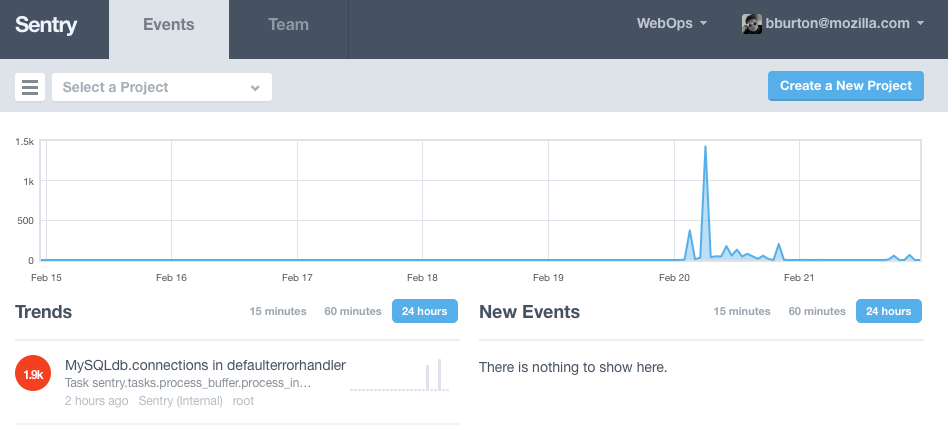 Sentry
Events
Team
WebOps
bburton@mozilla.com
Select a Project
Create a New Project
1.5k
1k
500
0
Feb 15
Feb 16
Feb 17
Feb 18
Feb 19
Feb 20
Feb 21
Trends
15 minutes
60 minutes
24 hours
New Events
15 minutes
60 minutes
24 hours
1.9k
MySQLdb.connections in defaulterrorhandler
Task sentry.tasks.process_buffer.process_in…
2 hours ago Sentry (Internal) root
There is nothing to show here.